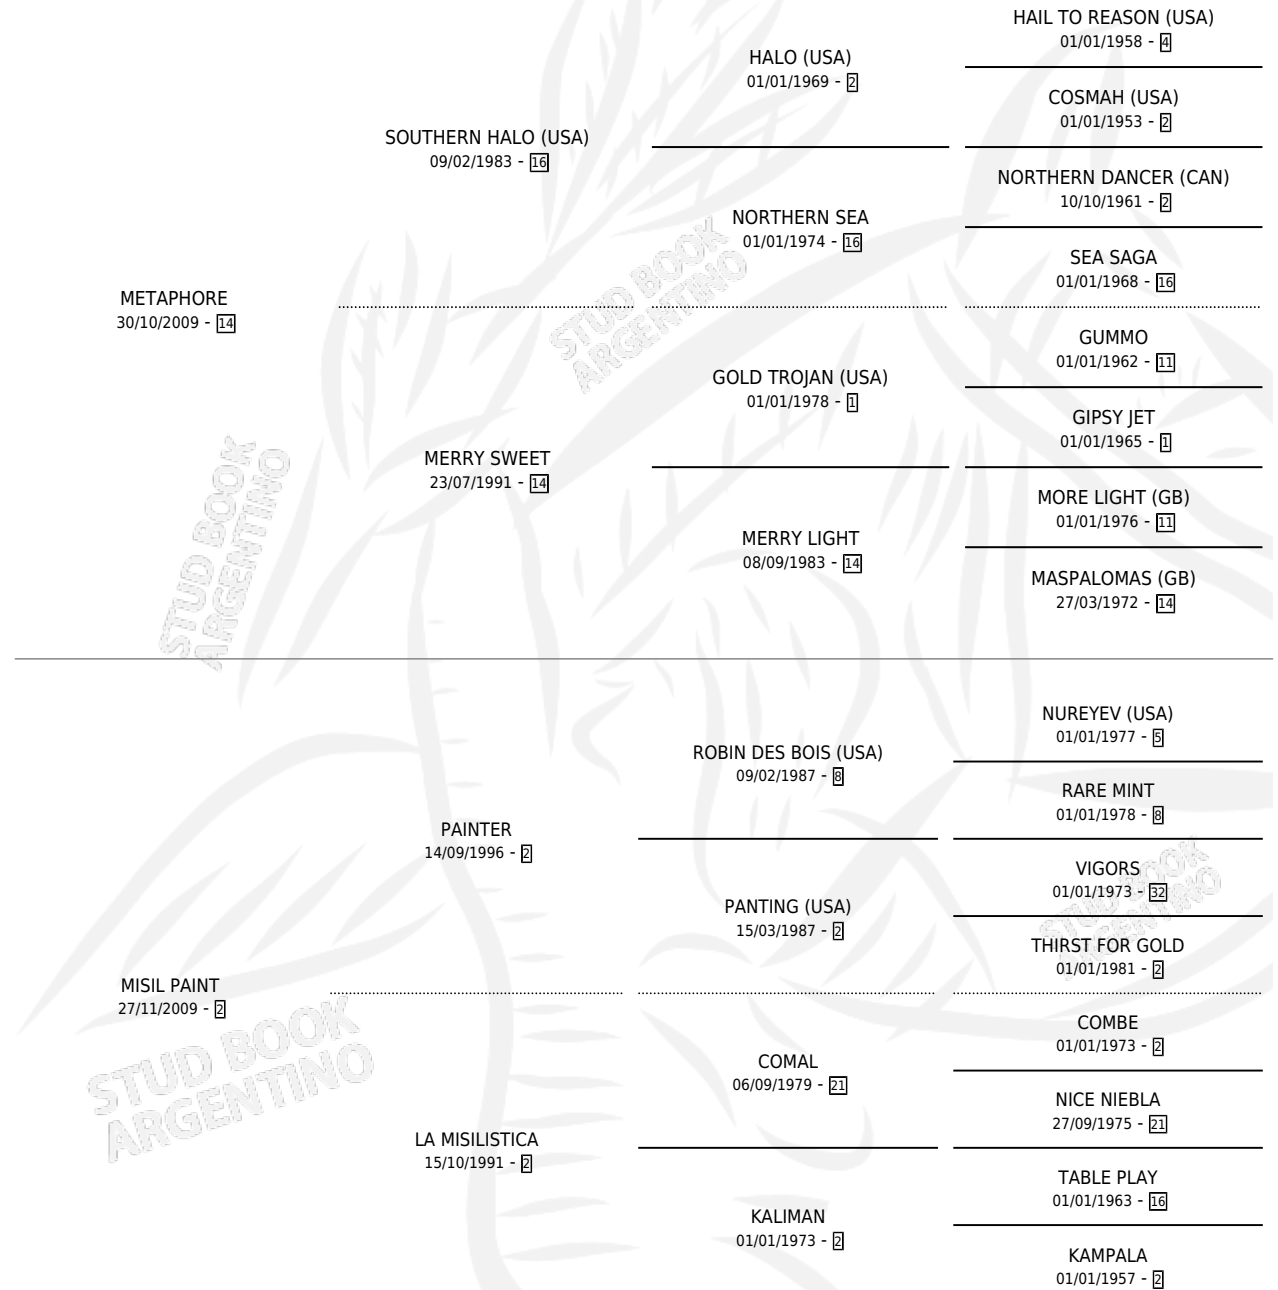 HAIL TO REASON (USA)
01/01/1958 - 4
HALO (USA)
01/01/1969 - 2
COSMAH (USA)
01/01/1953 - 2
SOUTHERN HALO (USA)
09/02/1983 - 16
NORTHERN DANCER (CAN)
10/10/1961 - 2
NORTHERN SEA
01/01/1974 - 16
SEA SAGA
01/01/1968 - 16
METAPHORE
30/10/2009 - 14
GUMMO
01/01/1962 - 11
GOLD TROJAN (USA)
01/01/1978 - 1
GIPSY JET
01/01/1965 - 1
MERRY SWEET
23/07/1991 - 14
MORE LIGHT (GB)
01/01/1976 - 11
MERRY LIGHT
08/09/1983 - 14
MASPALOMAS (GB)
27/03/1972 - 14
STUD BOOK
ARGENTINO
STUD BOOK
ARGENTINO
NUREYEV (USA)
01/01/1977 - 5
ROBIN DES BOIS (USA)
09/02/1987 - 8
RARE MINT
01/01/1978 - 8
PAINTER
14/09/1996 - 2
VIGORS
01/01/1973 - 32
PANTING (USA)
15/03/1987 - 2
THIRST FOR GOLD
01/01/1981 - 2
MISIL PAINT
27/11/2009 - 2
COMBE
01/01/1973 - 2
COMAL
06/09/1979 - 21
NICE NIEBLA
27/09/1975 - 21
LA MISILISTICA
15/10/1991 - 2
TABLE PLAY
01/01/1963 - 16
KALIMAN
01/01/1973 - 2
KAMPALA
01/01/1957 - 2
STUD BOOK
ARGENTINO
STUD BOOK
ARGENTINO